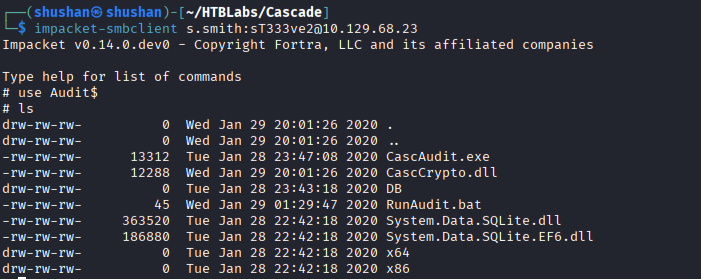 ┌──(shushan㉿ shushan)-[~/HTBLabs/Cascade]
└─$ impacket-smbclient s.smith:sT333ve2@10.129.68.23
Impacket v0.14.0.dev0 - Copyright Fortra, LLC and its affiliated companies
Type help for list of commands
# use Audit$
# ls
drw-rw-rw-          0  Wed Jan 29 20:01:26 2020 .
drw-rw-rw-          0  Wed Jan 29 20:01:26 2020 ..
-rw-rw-rw-      13312  Tue Jan 28 23:47:08 2020 CascAudit.exe
-rw-rw-rw-      12288  Wed Jan 29 20:01:26 2020 CascCrypto.dll
drw-rw-rw-          0  Tue Jan 28 23:43:18 2020 DB
-rw-rw-rw-         45  Wed Jan 29 01:29:47 2020 RunAudit.bat
-rw-rw-rw-     363520  Tue Jan 28 22:42:18 2020 System.Data.SQLite.dll
-rw-rw-rw-     186880  Tue Jan 28 22:42:18 2020 System.Data.SQLite.EF6.dll
drw-rw-rw-          0  Tue Jan 28 22:42:18 2020 x64
drw-rw-rw-          0  Tue Jan 28 22:42:18 2020 x86